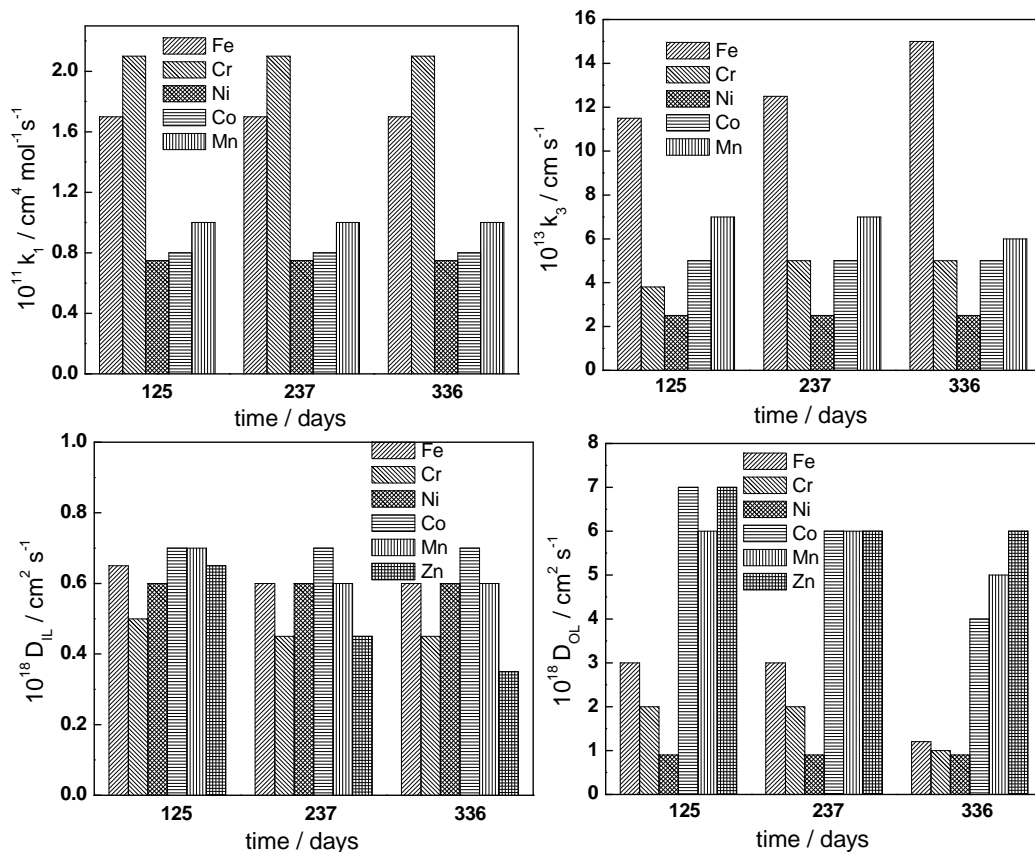 10¹¹ k₁ / cm⁴ mol⁻¹ s⁻¹
2.0
1.6
1.2
0.8
0.4
0.0
Fe
Cr
Ni
Co
Mn
125 237 336
time / days
10¹³ k₃ / cm s⁻¹
16
14
12
10
8
6
4
2
0
Fe
Cr
Ni
Co
Mn
125 237 336
time / days
10¹⁸ D_IL / cm² s⁻¹
1.0
0.8
0.6
0.4
0.2
0.0
Fe
Cr
Ni
Co
Mn
Zn
125 237 336
time / days
10¹⁸ D_OL / cm² s⁻¹
8
7
6
5
4
3
2
1
0
Fe
Cr
Ni
Co
Mn
Zn
125 237 336
time / days